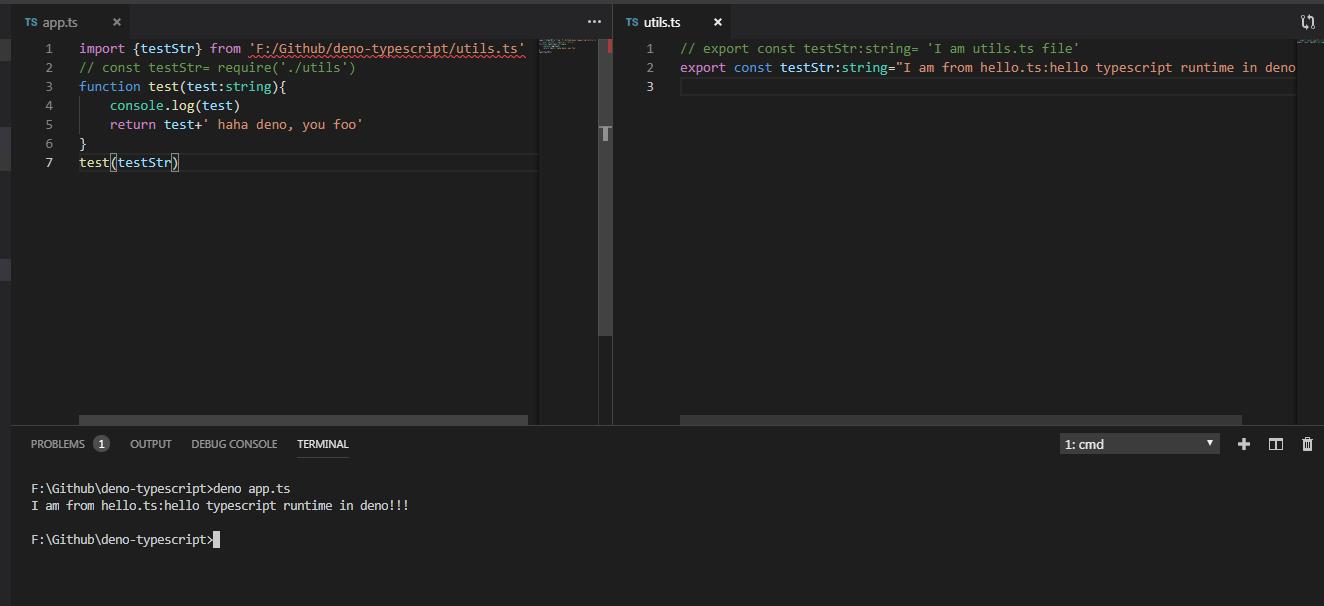 TS app.ts × ...
1 import {testStr} from 'F:/Github/deno-typescript/utils.ts'
2 // const testStr= require('./utils')
3 function test(test:string){
4     console.log(test)
5     return test+' haha deno, you foo'
6 }
7 test(testStr)
TS utils.ts ×
1 // export const testStr:string= 'I am utils.ts file'
2 export const testStr:string="I am from hello.ts:hello typescript runtime in deno
3
PROBLEMS 1 OUTPUT DEBUG CONSOLE TERMINAL 1: cmd
F:\Github\deno-typescript>deno app.ts
I am from hello.ts:hello typescript runtime in deno!!!
F:\Github\deno-typescript>